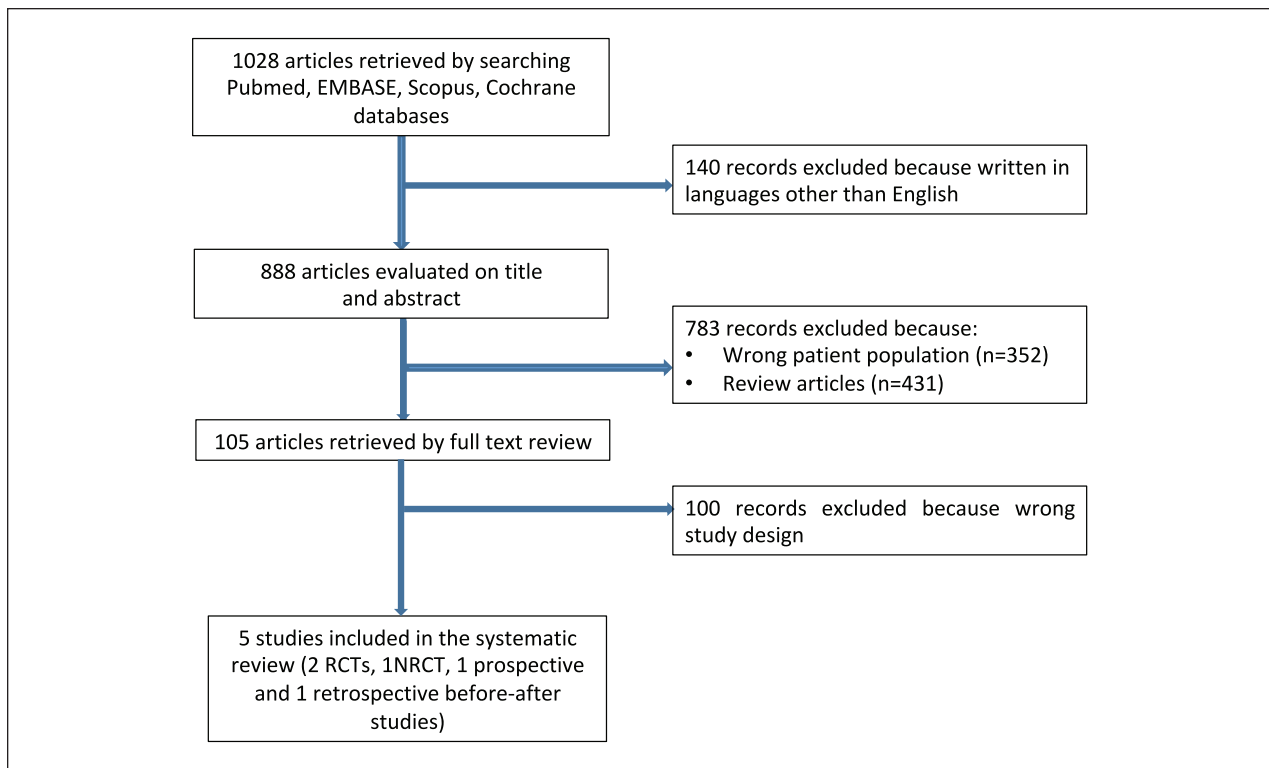 1028 articles retrieved by searching
Pubmed, EMBASE, Scopus, Cochrane
databases
140 records excluded because written in
languages other than English
888 articles evaluated on title
and abstract
783 records excluded because:
• Wrong patient population (n=352)
• Review articles (n=431)
105 articles retrieved by full text review
100 records excluded because wrong
study design
5 studies included in the systematic
review (2 RCTs, 1NRCT, 1 prospective
and 1 retrospective before-after
studies)